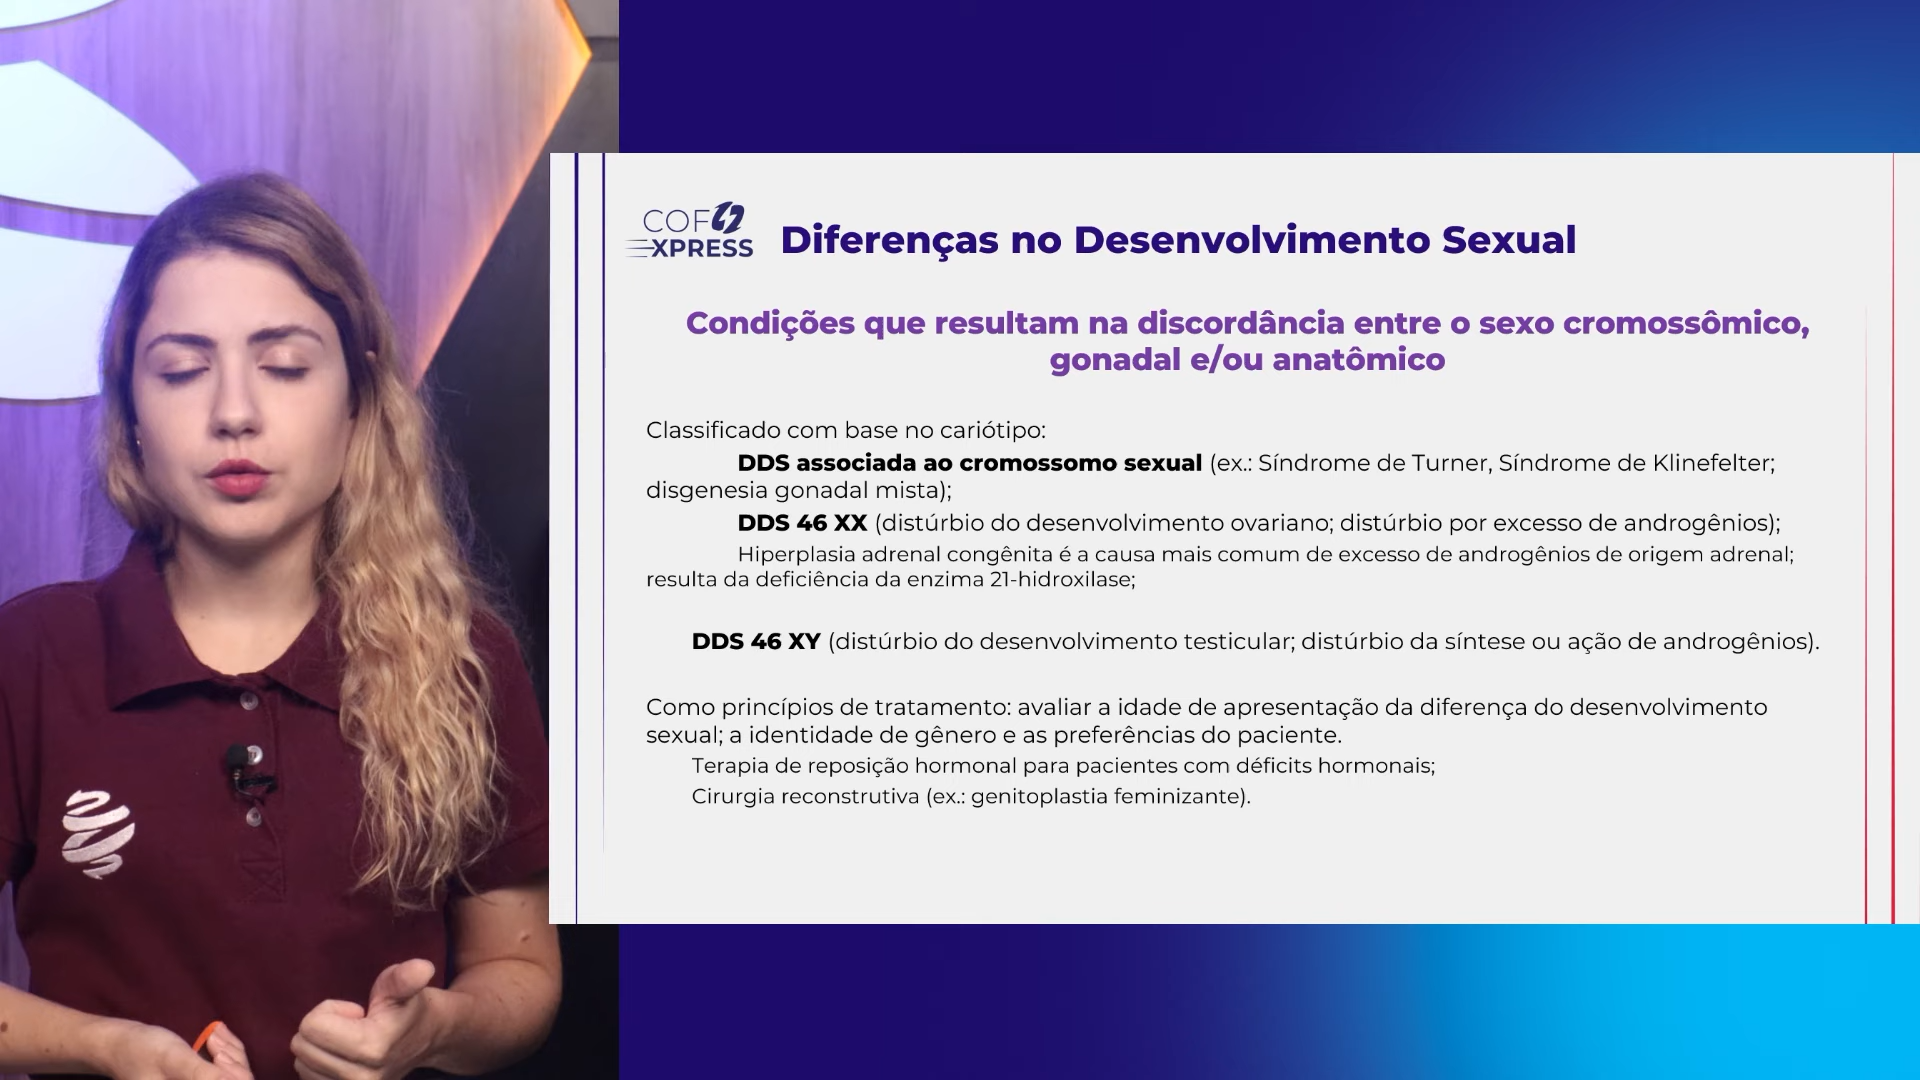 COF
XPRESS
Diferenças no Desenvolvimento Sexual
Condições que resultam na discordância entre o sexo cromossômico,
gonadal e/ou anatômico
Classificado com base no cariótipo:
DDS associada ao cromossomo sexual (ex.: Síndrome de Turner, Síndrome de Klinefelter;
disgenesia gonadal mista);
DDS 46 XX (distúrbio do desenvolvimento ovariano; distúrbio por excesso de androgênios);
Hiperplasia adrenal congênita é a causa mais comum de excesso de androgênios de origem adrenal;
resulta da deficiência da enzima 21-hidroxilase;
DDS 46 XY (distúrbio do desenvolvimento testicular; distúrbio da síntese ou ação de androgênios).
Como princípios de tratamento: avaliar a idade de apresentação da diferença do desenvolvimento
sexual; a identidade de gênero e as preferências do paciente.
Terapia de reposição hormonal para pacientes com déficits hormonais;
Cirurgia reconstrutiva (ex.: genitoplastia feminizante).